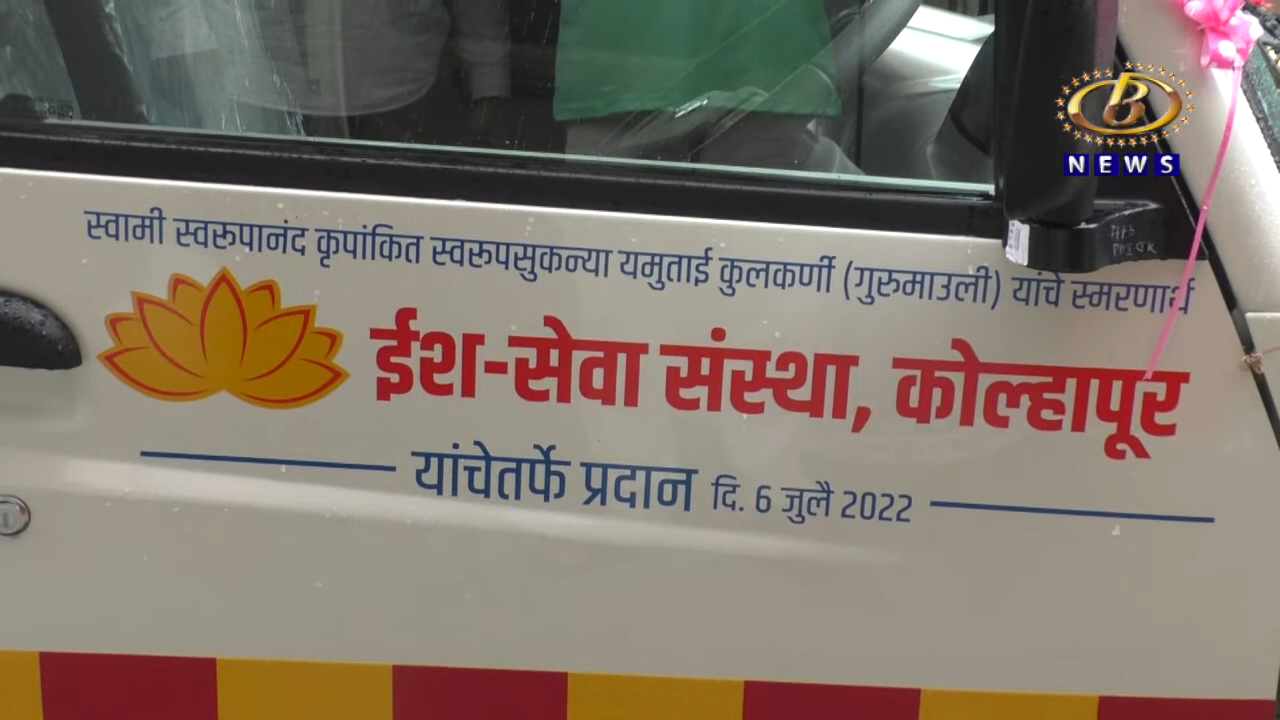 B
NEWS
स्वामी स्वरूपानंद कृपांकित स्वरूपसुकन्या यमुताई कुलकर्णी (गुरुमाउली) यांचे स्मरणार्थ
ईश-सेवा संस्था, कोल्हापूर
यांचेतर्फे प्रदान दि. 6 जुलै 2022